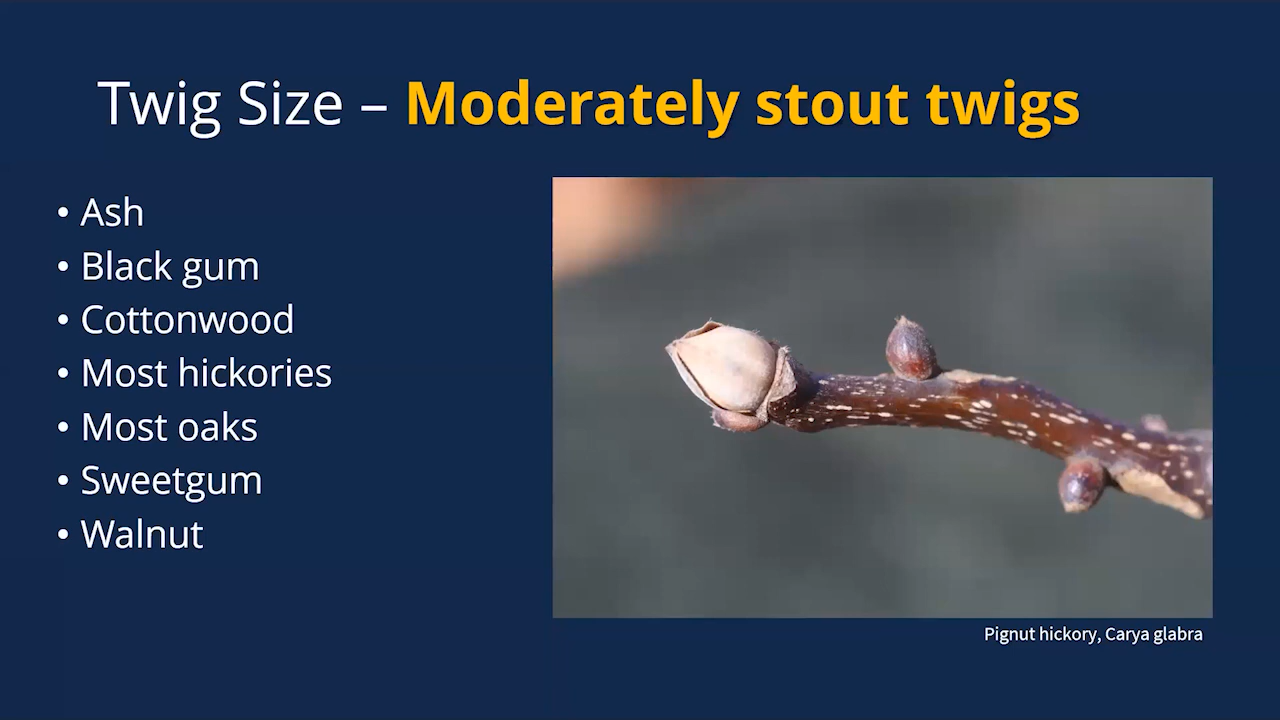 Twig Size – Moderately stout twigs
• Ash
• Black gum
• Cottonwood
• Most hickories
• Most oaks
• Sweetgum
• Walnut
Pignut hickory, Carya glabra